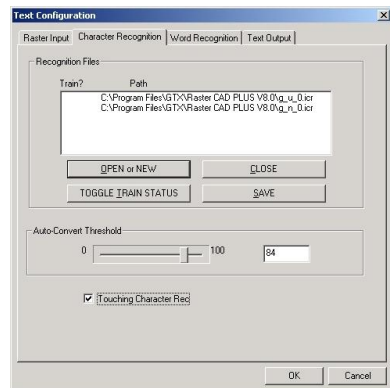 Text Configuration
Raster Input Character Recognition Word Recognition Text Output
Recognition Files
Train? Path
C:\Program Files\GTX\Raster CAD PLUS V8.0\g_u_0.icr
C:\Program Files\GTX\Raster CAD PLUS V8.0\g_n_0.icr
OPEN or NEW CLOSE
TOGGLE TRAIN STATUS SAVE
Auto-Convert Threshold
0 100 84
Touching Character Rec
OK Cancel